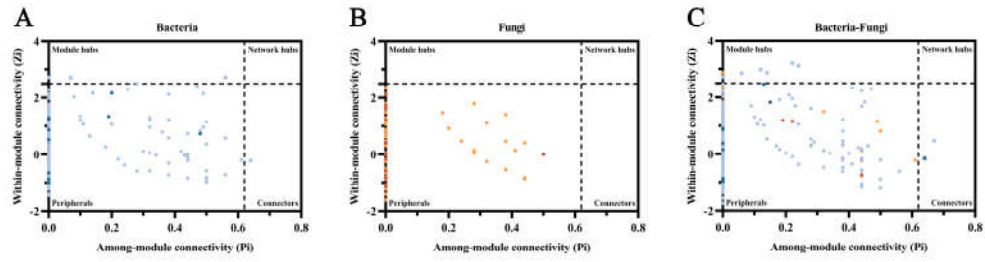 A
Bacteria
Within-module connectivity (Zi)
4
2
0
-2
Module hubs
Network hubs
Peripherals
Connectors
0.0
0.2
0.4
0.6
0.8
Among-module connectivity (Pi)
B
Fungi
Within-module connectivity (Zi)
4
2
0
-2
Module hubs
Network hubs
Peripherals
Connectors
0.0
0.2
0.4
0.6
0.8
Among-module connectivity (Pi)
C
Bacteria-Fungi
Within-module connectivity (Zi)
4
2
0
-2
Module hubs
Network hubs
Peripherals
Connectors
0.0
0.2
0.4
0.6
0.8
Among-module connectivity (Pi)